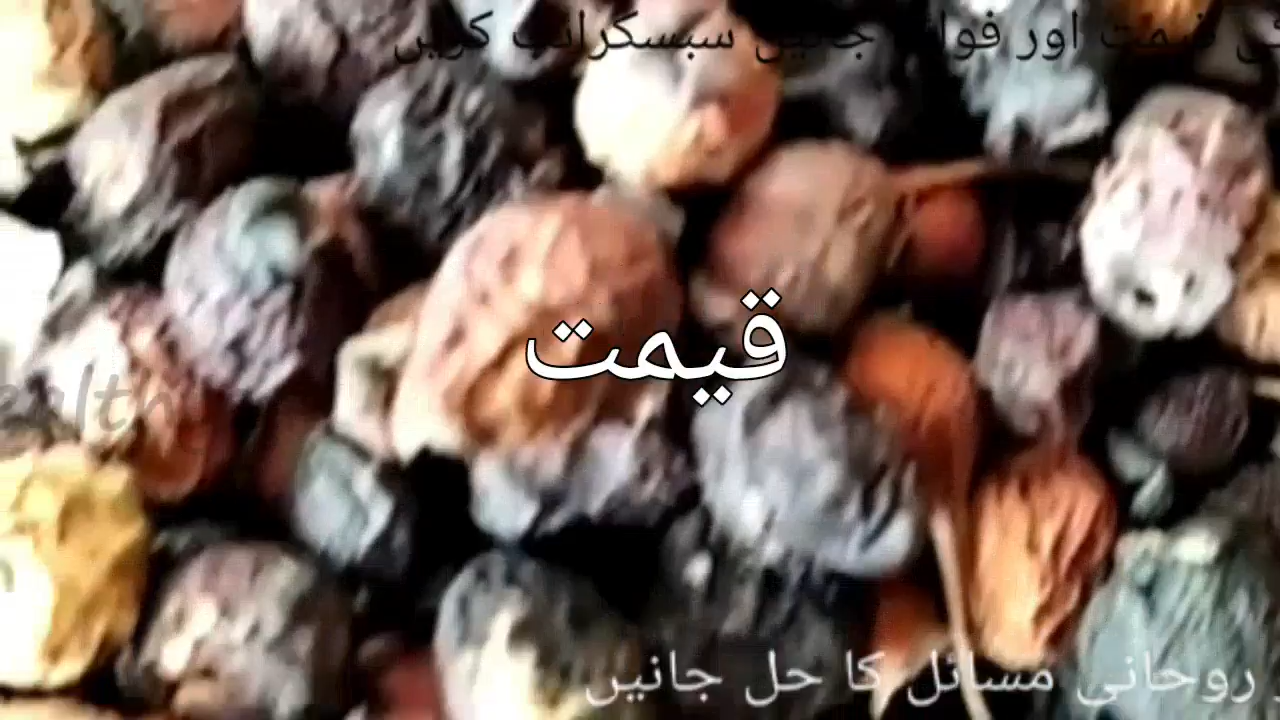 قیمت اور فوائد جانیں سبسکرائب کریں
قیمت
روحانی مسائل کا حل جانیں